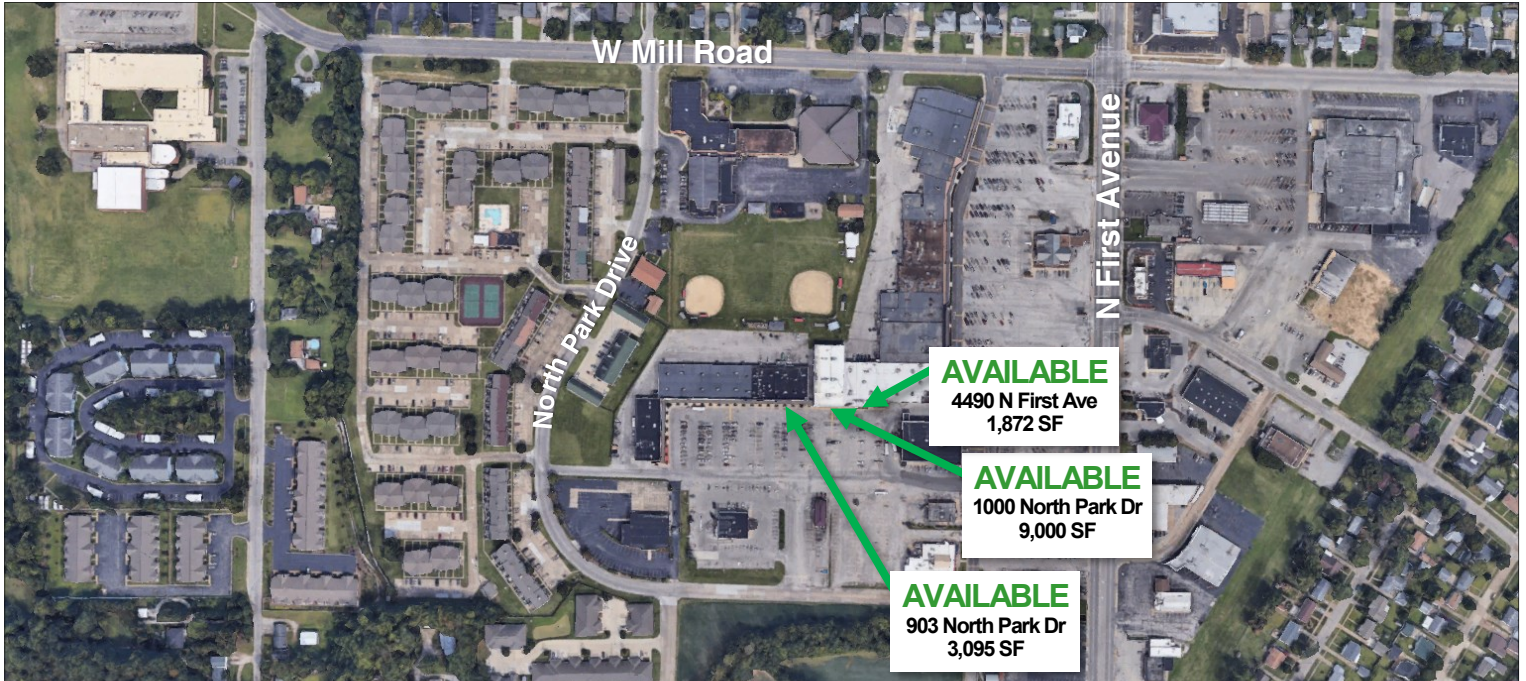 W Mill Road
N First Avenue
North Park Drive
AVAILABLE
4490 N First Ave
1,872 SF
AVAILABLE
1000 North Park Dr
9,000 SF
AVAILABLE
903 North Park Dr
3,095 SF